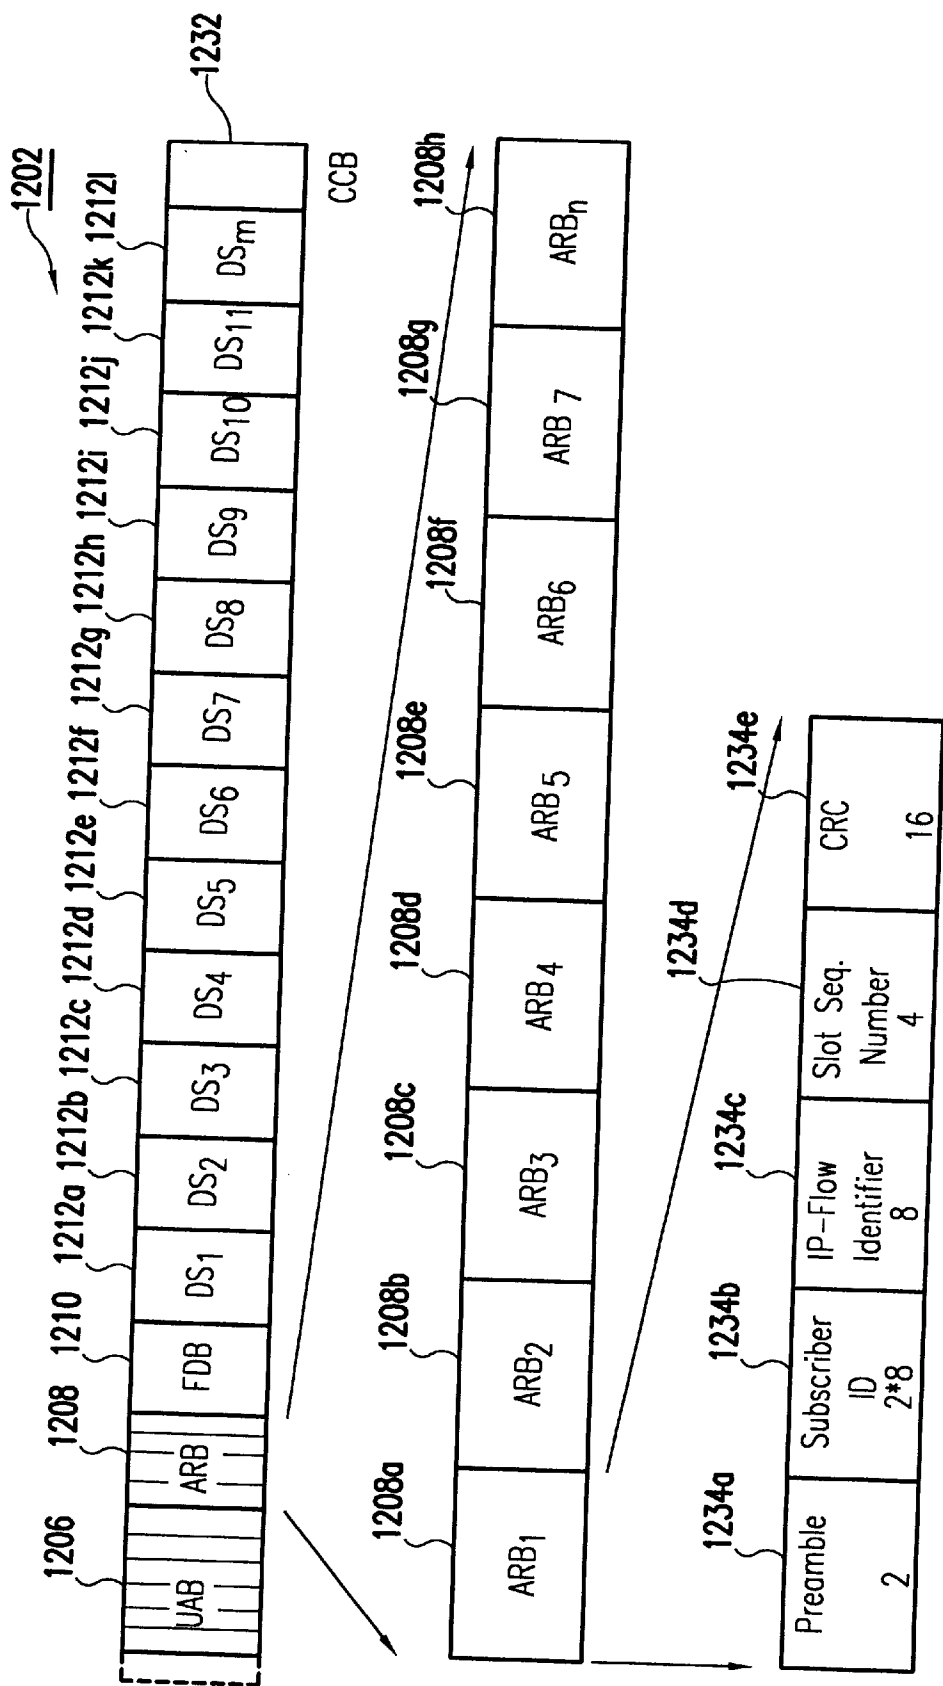 1202
1206 1208 1210 1212a 1212b 1212c 1212d 1212e 1212f 1212g 1212h 1212i 1212j 1212k 1212l 1232
UAB ARB FDB DS1 DS2 DS3 DS4 DS5 DS6 DS7 DS8 DS9 DS10 DS11 DSm
CCB
1208a 1208b 1208c 1208d 1208e 1208f 1208g 1208h
ARB1 ARB2 ARB3 ARB4 ARB5 ARB6 ARB7 ARBn
1234a 1234b 1234c 1234d 1234e
Preamble
2
Subscriber
ID
2*8
IP-Flow
Identifier
8
Slot Seq.
Number
4
CRC
16